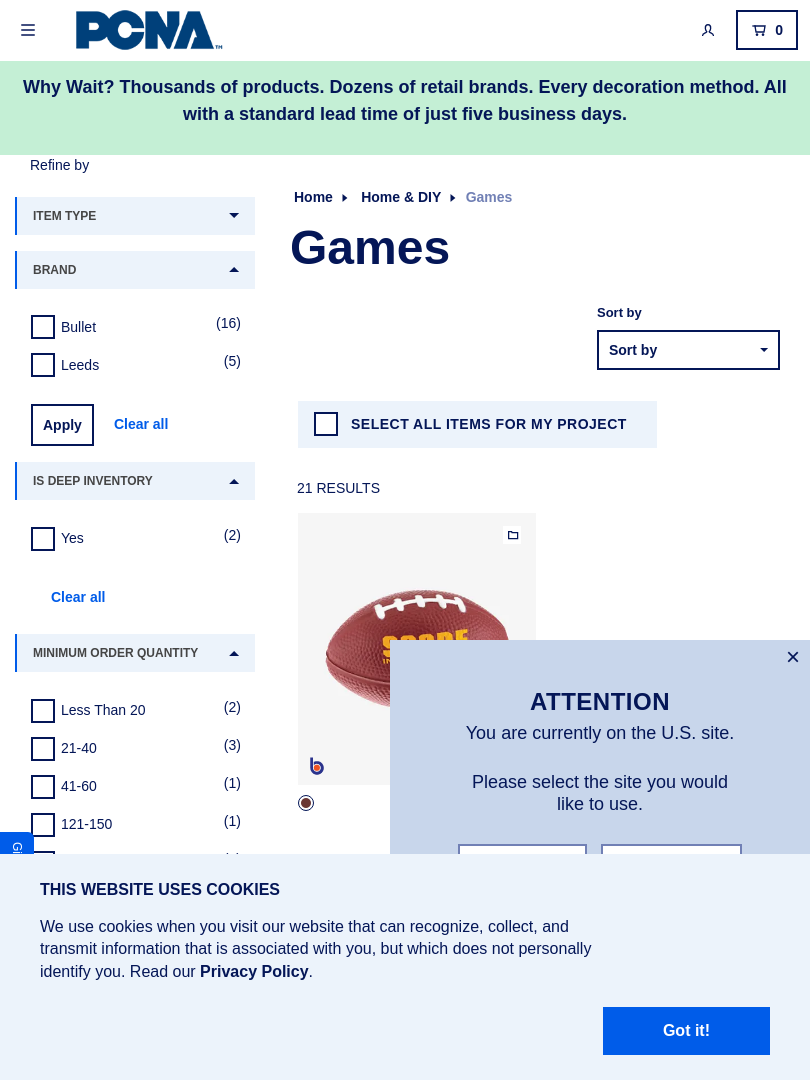 PCNA
TM
0
Why Wait? Thousands of products. Dozens of retail brands. Every decoration method. All
with a standard lead time of just five business days.
Refine by
ITEM TYPE
BRAND
Bullet (16)
Leeds (5)
Apply Clear all
IS DEEP INVENTORY
Yes (2)
Clear all
MINIMUM ORDER QUANTITY
Less Than 20 (2)
21-40 (3)
41-60 (1)
121-150 (1)
Home Home & DIY Games
Games
Sort by
Sort by
SELECT ALL ITEMS FOR MY PROJECT
21 RESULTS
b
ATTENTION
You are currently on the U.S. site.
Please select the site you would
like to use.
THIS WEBSITE USES COOKIES
We use cookies when you visit our website that can recognize, collect, and
transmit information that is associated with you, but which does not personally
identify you. Read our Privacy Policy.
Got it!